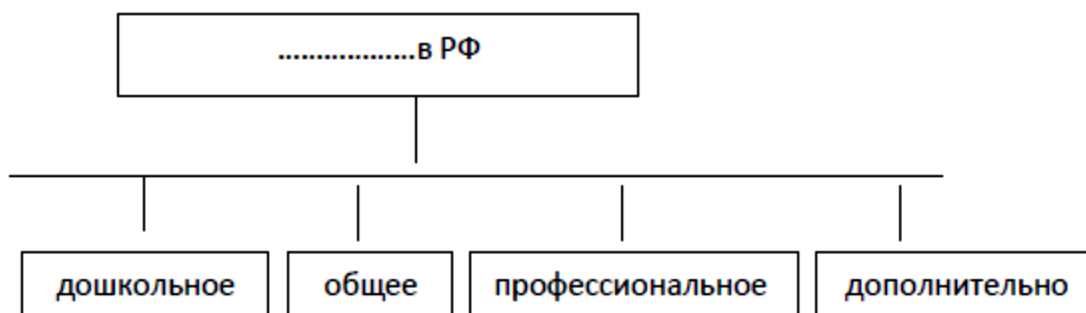 ..................в РФ
дошкольное общее профессиональное дополнительно